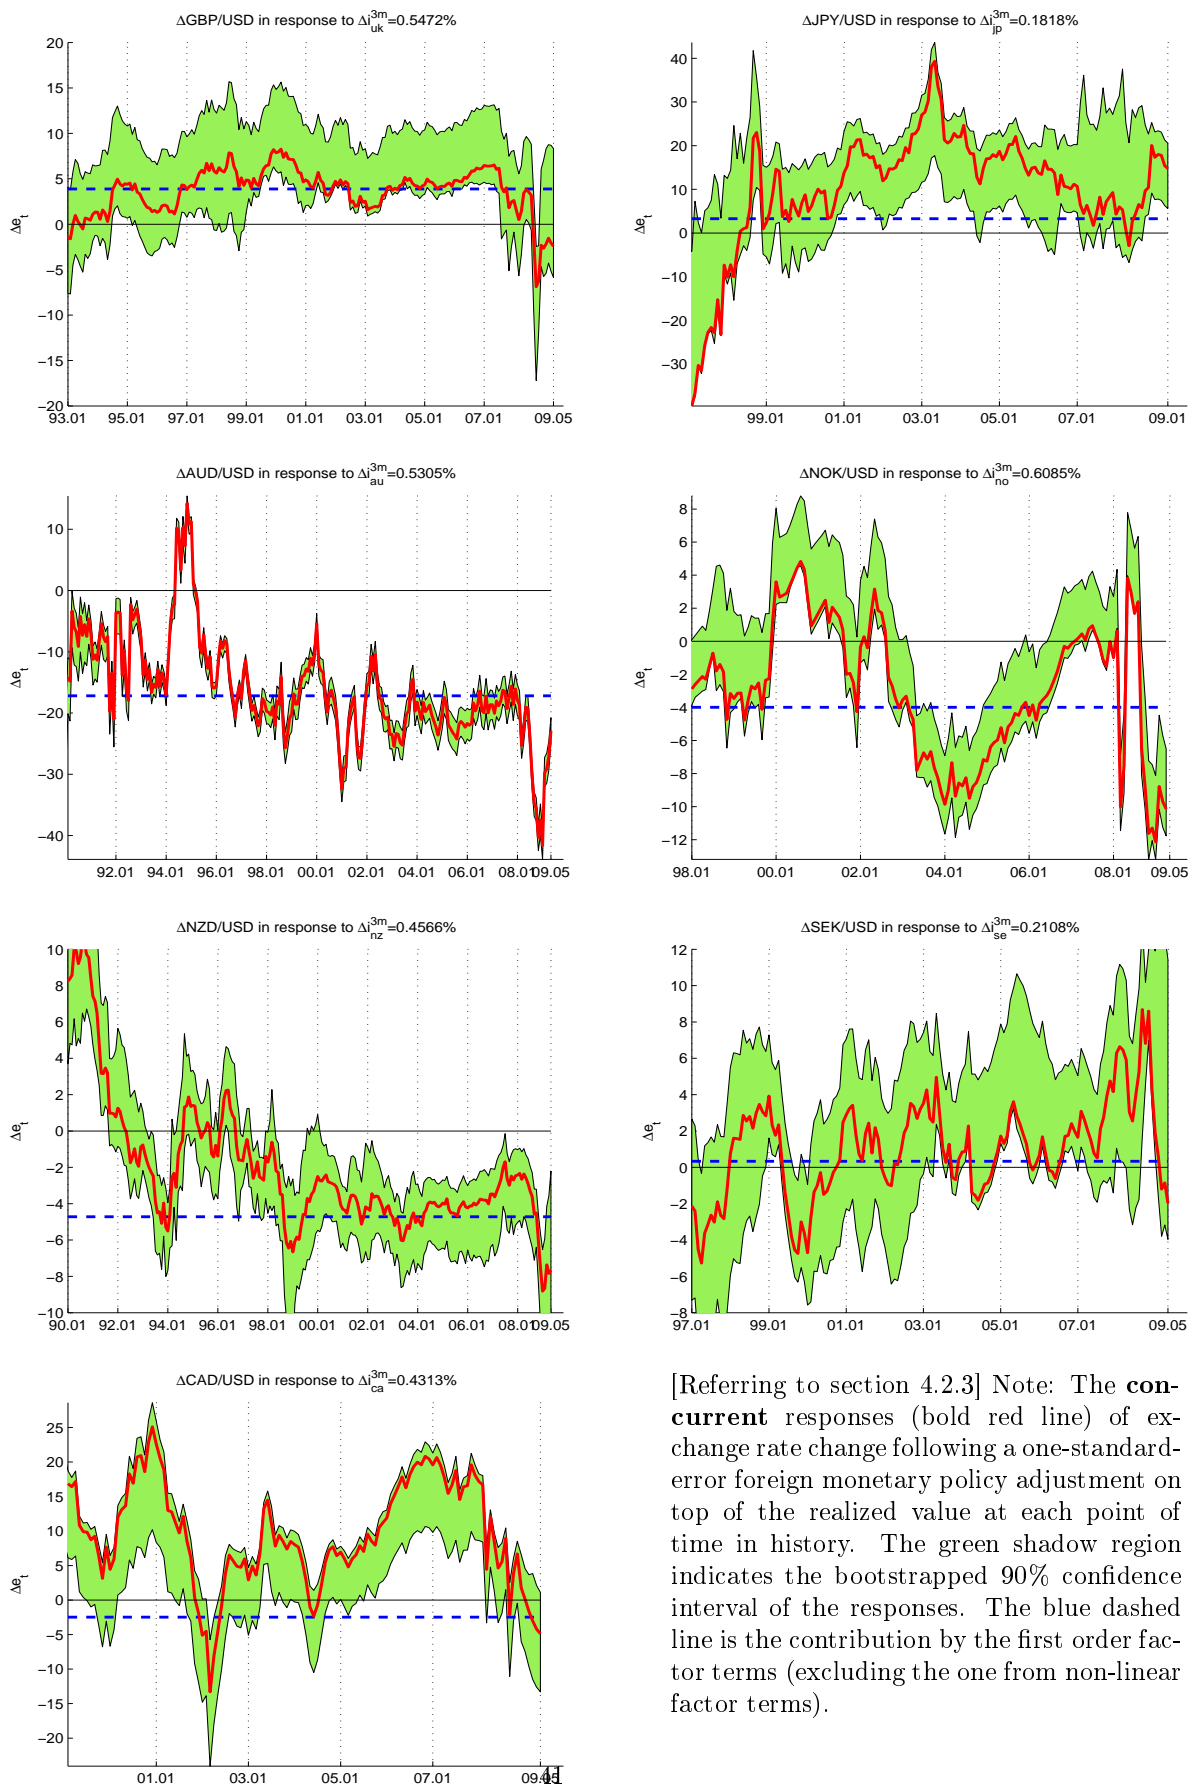 ΔGBP/USD in response to Δi^{3m}_{uk}=0.5472%
20
15
10
5
0
−5
−10
−15
−20
Δe_t
93.01 95.01 97.01 99.01 01.01 03.01 05.01 07.01 09.05
ΔJPY/USD in response to Δi^{3m}_{jp}=0.1818%
40
30
20
10
0
−10
−20
−30
Δe_t
99.01 01.01 03.01 05.01 07.01 09.01
ΔAUD/USD in response to Δi^{3m}_{au}=0.5305%
10
0
−10
−20
−30
−40
Δe_t
92.01 94.01 96.01 98.01 00.01 02.01 04.01 06.01 08.01 09.05
ΔNOK/USD in response to Δi^{3m}_{no}=0.6085%
8
6
4
2
0
−2
−4
−6
−8
−10
−12
Δe_t
98.01 00.01 02.01 04.01 06.01 08.01 09.05
ΔNZD/USD in response to Δi^{3m}_{nz}=0.4566%
10
8
6
4
2
0
−2
−4
−6
−8
−10
Δe_t
90.01 92.01 94.01 96.01 98.01 00.01 02.01 04.01 06.01 08.01 09.05
ΔSEK/USD in response to Δi^{3m}_{se}=0.2108%
12
10
8
6
4
2
0
−2
−4
−6
−8
Δe_t
97.01 99.01 01.01 03.01 05.01 07.01 09.05
ΔCAD/USD in response to Δi^{3m}_{ca}=0.4313%
25
20
15
10
5
0
−5
−10
−15
−20
Δe_t
01.01 03.01 05.01 07.01 09.05
[Referring to section 4.2.3] Note: The con-
current responses (bold red line) of ex-
change rate change following a one-standard-
error foreign monetary policy adjustment on
top of the realized value at each point of
time in history. The green shadow region
indicates the bootstrapped 90% confidence
interval of the responses. The blue dashed
line is the contribution by the first order fac-
tor terms (excluding the one from non-linear
factor terms).
41